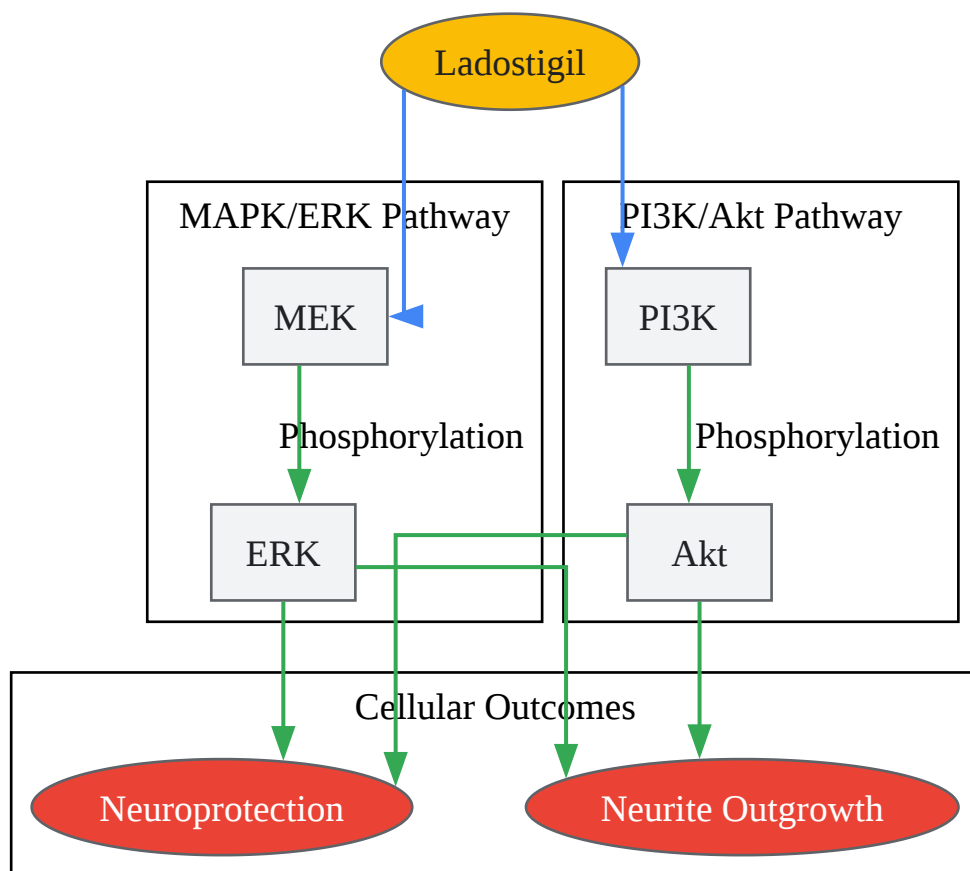 Ladostigil
MAPK/ERK Pathway
PI3K/Akt Pathway
MEK
PI3K
Phosphorylation
Phosphorylation
ERK
Akt
Cellular Outcomes
Neuroprotection
Neurite Outgrowth